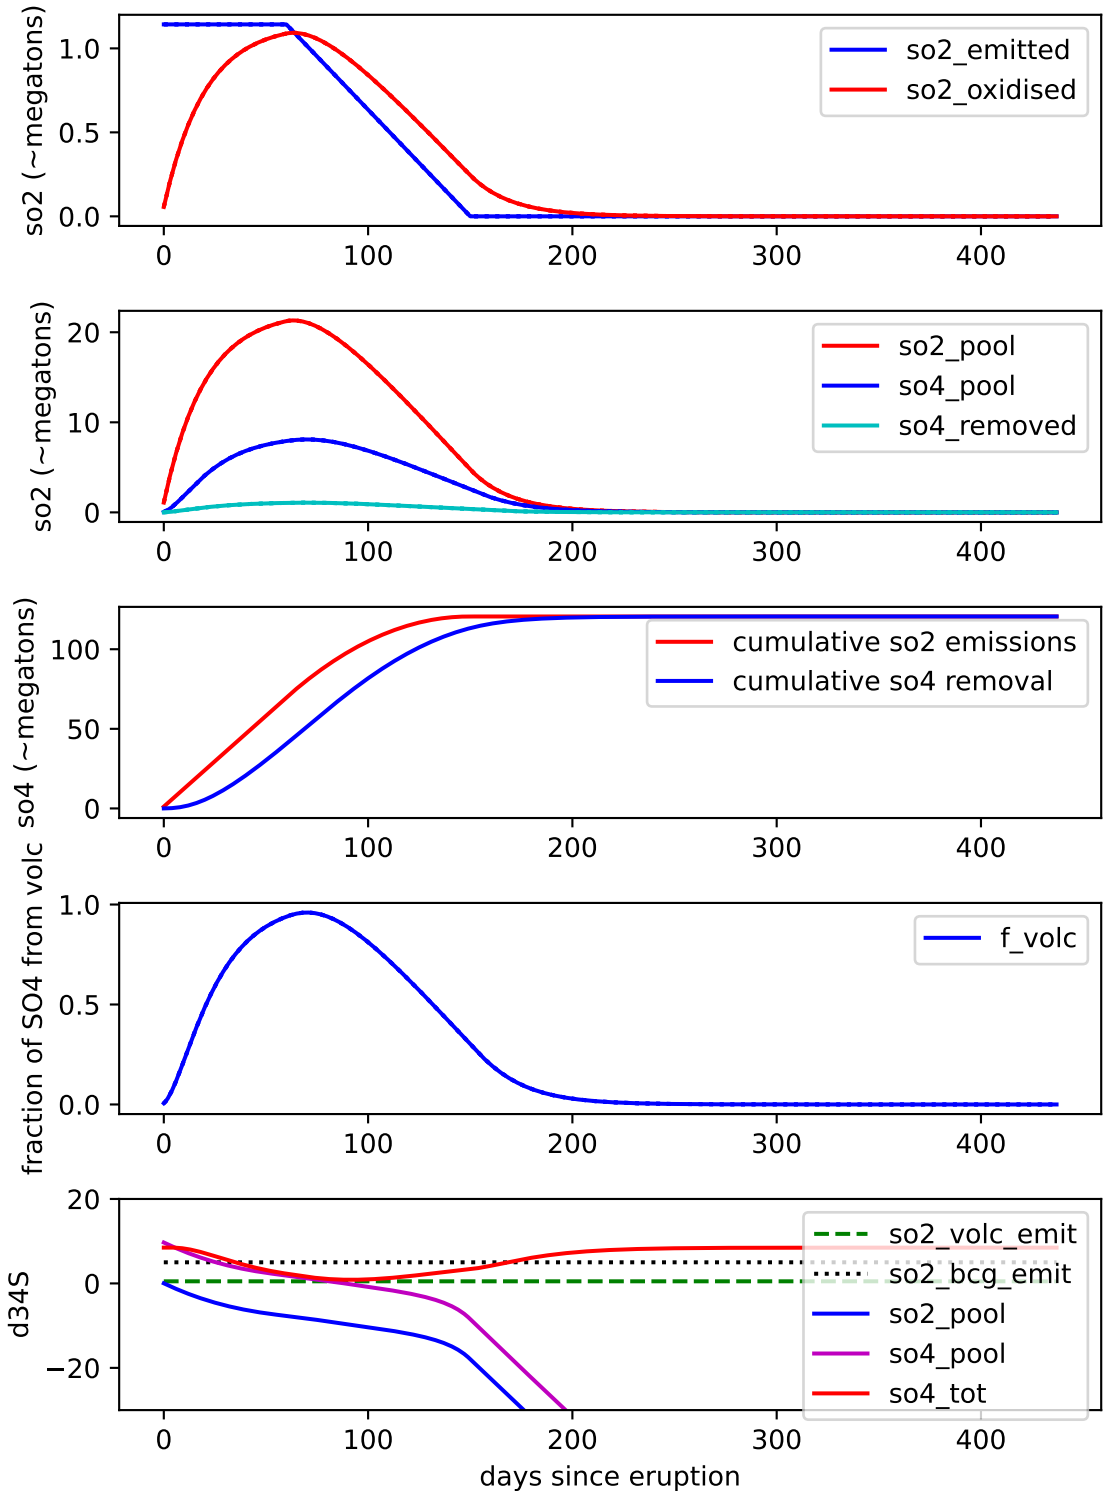 so2 (~megatons)
1.0
0.5
0.0
so2_emitted
so2_oxidised
0 100 200 300 400
so2 (~megatons)
20
10
0
so2_pool
so4_pool
so4_removed
0 100 200 300 400
so4 (~megatons)
100
50
0
cumulative so2 emissions
cumulative so4 removal
0 100 200 300 400
fraction of SO4 from volc
1.0
0.5
0.0
f_volc
0 100 200 300 400
d34S
20
0
−20
so2_volc_emit
so2_bcg_emit
so2_pool
so4_pool
so4_tot
0 100 200 300 400
days since eruption